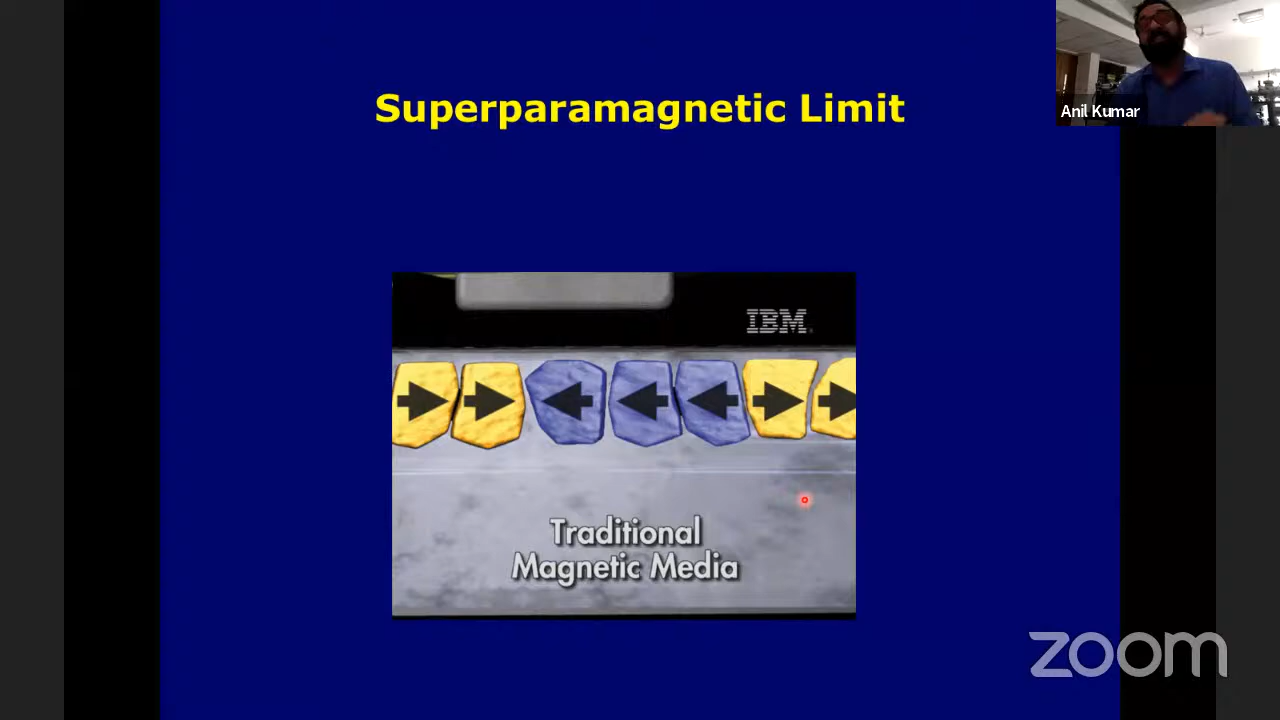 Superparamagnetic Limit
Anil Kumar
IBM
Traditional
Magnetic Media
zoom